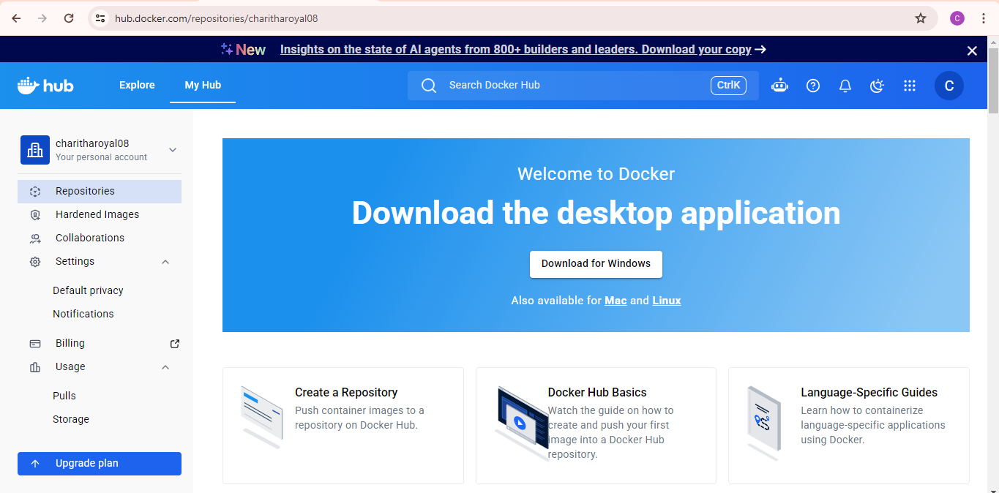 hub.docker.com/repositories/charitharoyal08
C
New Insights on the state of AI agents from 800+ builders and leaders. Download your copy →
hub
Explore
My Hub
Search Docker Hub
CtrlK
C
charitharoyal08
Your personal account
Repositories
Hardened Images
Collaborations
Settings
Default privacy
Notifications
Billing
Usage
Pulls
Storage
Upgrade plan
Welcome to Docker
Download the desktop application
Download for Windows
Also available for Mac and Linux
Create a Repository
Push container images to a
repository on Docker Hub.
Docker Hub Basics
Watch the guide on how to
create and push your first
image into a Docker Hub
repository.
Language-Specific Guides
Learn how to containerize
language-specific applications
using Docker.